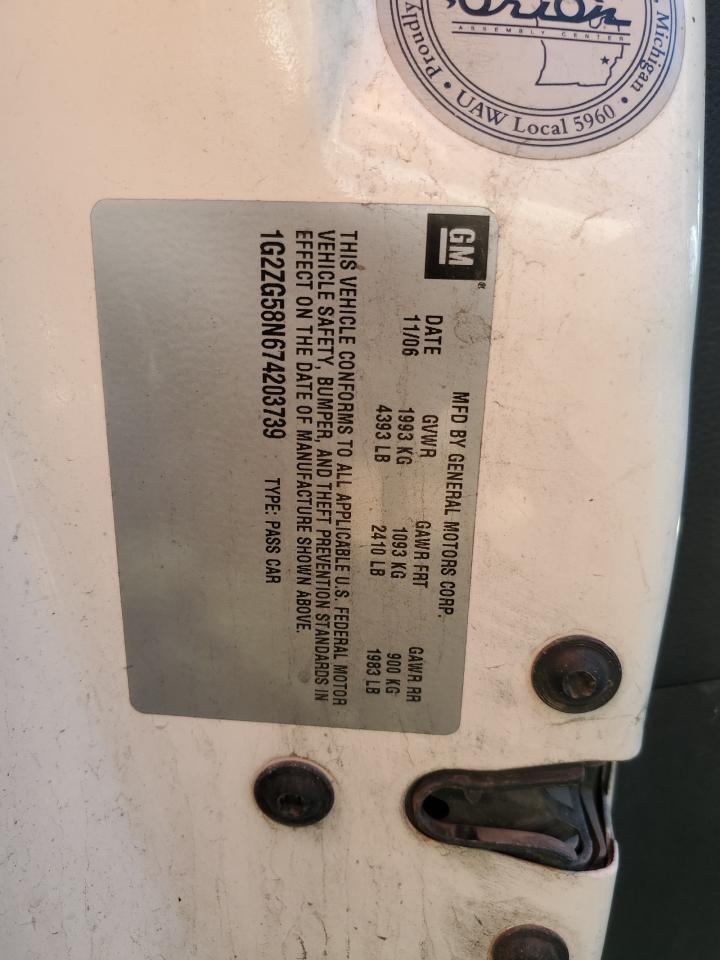 Orion
ASSEMBLY CENTER
Proudly
• UAW Local 5960 •
Michigan
GM®
MFD BY GENERAL MOTORS CORP.
DATE GVWR GAWR FRT GAWR RR
11/06 1993 KG 1093 KG 900 KG
4393 LB 2410 LB 1983 LB
THIS VEHICLE CONFORMS TO ALL APPLICABLE U.S. FEDERAL MOTOR
VEHICLE SAFETY, BUMPER, AND THEFT PREVENTION STANDARDS IN
EFFECT ON THE DATE OF MANUFACTURE SHOWN ABOVE.
1G2ZG58N674203739 TYPE: PASS CAR